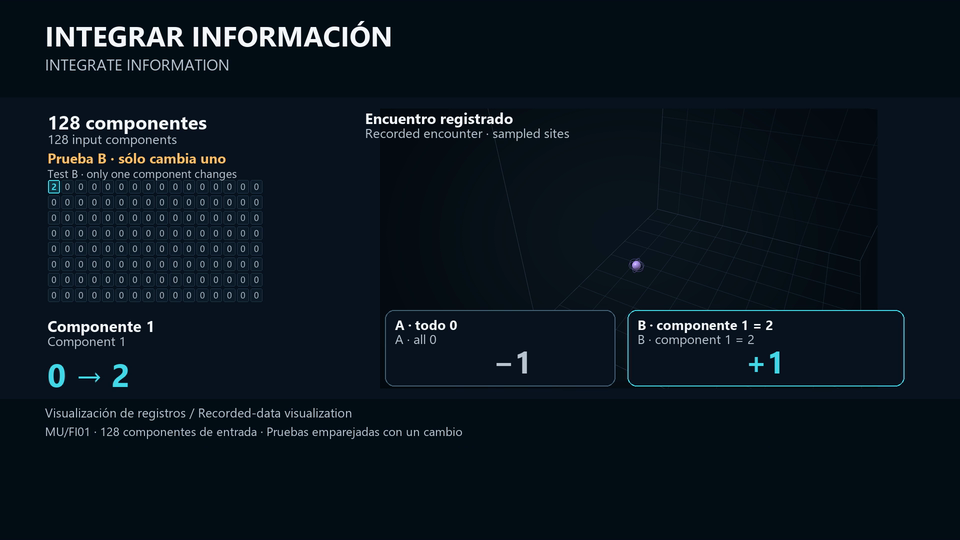 INTEGRAR INFORMACIÓN
INTEGRATE INFORMATION
128 componentes
128 input components
Prueba B · sólo cambia uno
Test B · only one component changes
2 0 0 0 0 0 0 0 0 0 0 0 0 0 0 0
0 0 0 0 0 0 0 0 0 0 0 0 0 0 0 0
0 0 0 0 0 0 0 0 0 0 0 0 0 0 0 0
0 0 0 0 0 0 0 0 0 0 0 0 0 0 0 0
0 0 0 0 0 0 0 0 0 0 0 0 0 0 0 0
0 0 0 0 0 0 0 0 0 0 0 0 0 0 0 0
0 0 0 0 0 0 0 0 0 0 0 0 0 0 0 0
0 0 0 0 0 0 0 0 0 0 0 0 0 0 0 0
Componente 1
Component 1
0 → 2
Encuentro registrado
Recorded encounter · sampled sites
A · todo 0
A · all 0
−1
B · componente 1 = 2
B · component 1 = 2
+1
Visualización de registros / Recorded-data visualization
MU/FI01 · 128 componentes de entrada · Pruebas emparejadas con un cambio